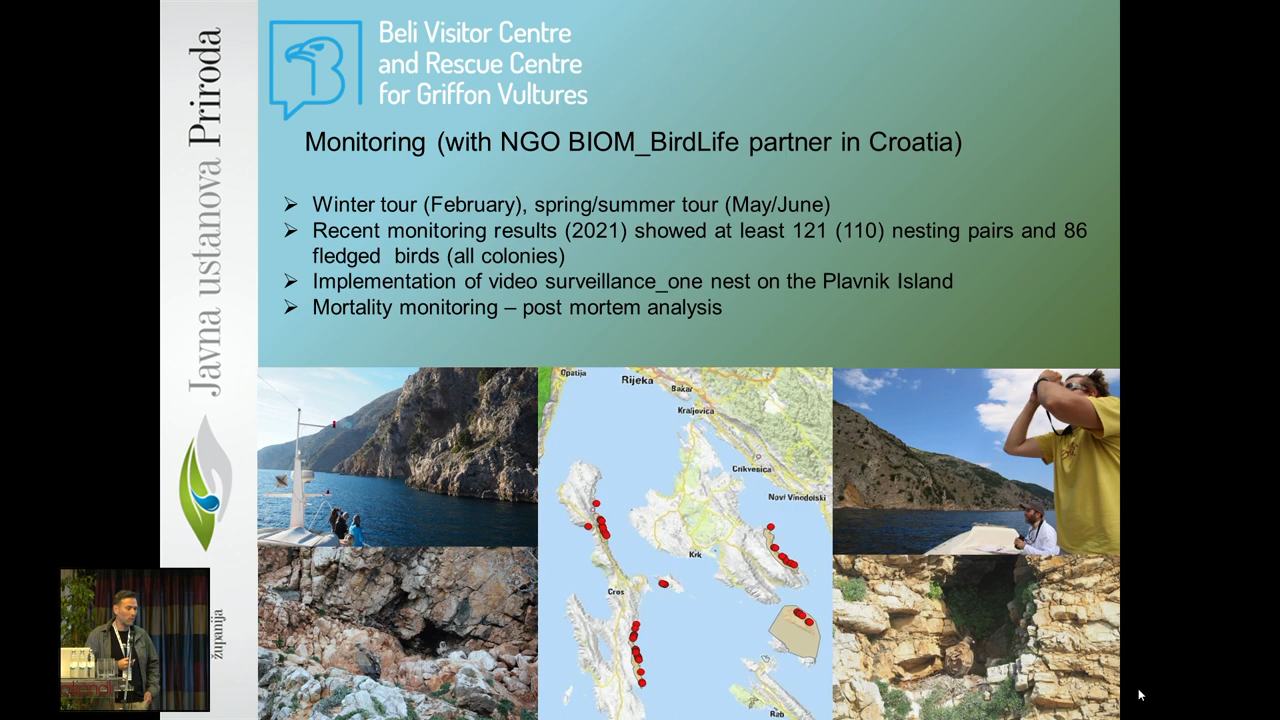 Javna ustanova Priroda
županija
Beli Visitor Centre
and Rescue Centre
for Griffon Vultures
Monitoring (with NGO BIOM_BirdLife partner in Croatia)
➢ Winter tour (February), spring/summer tour (May/June)
➢ Recent monitoring results (2021) showed at least 121 (110) nesting pairs and 86
fledged birds (all colonies)
➢ Implementation of video surveillance_one nest on the Plavnik Island
➢ Mortality monitoring – post mortem analysis
Opatija
Rijeka
Bakar
Kraljevica
Crikvenica
Novi Vinodolski
Krk
Cres
Rab